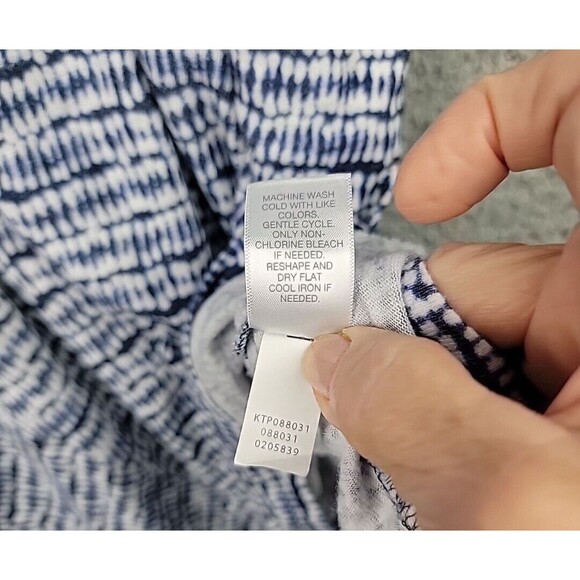 MACHINE WASH
COLD WITH LIKE
COLORS.
GENTLE CYCLE.
ONLY NON-
CHLORINE BLEACH
IF NEEDED.
RESHAPE AND
DRY FLAT
COOL IRON IF
NEEDED.
KTP088031
088031
0205839